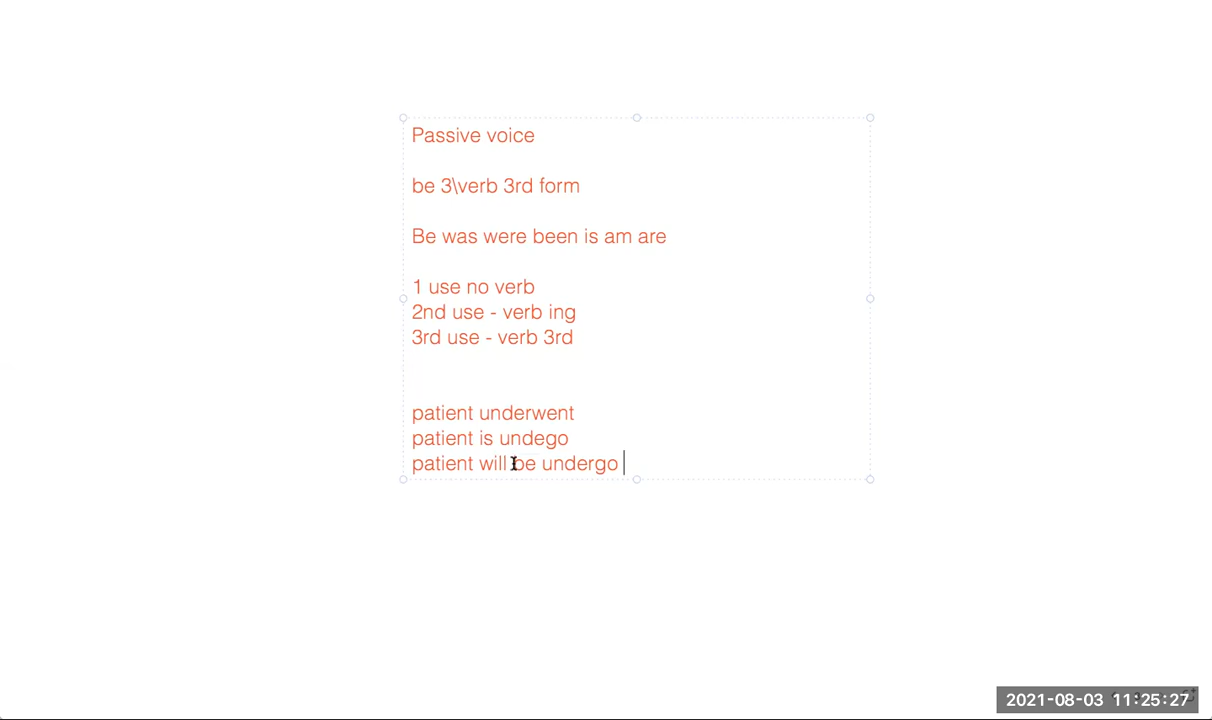 Passive voice
be 3\verb 3rd form
Be was were been is am are
1 use no verb
2nd use - verb ing
3rd use - verb 3rd
patient underwent
patient is undego
patient will be undergo
2021-08-03 11:25:27